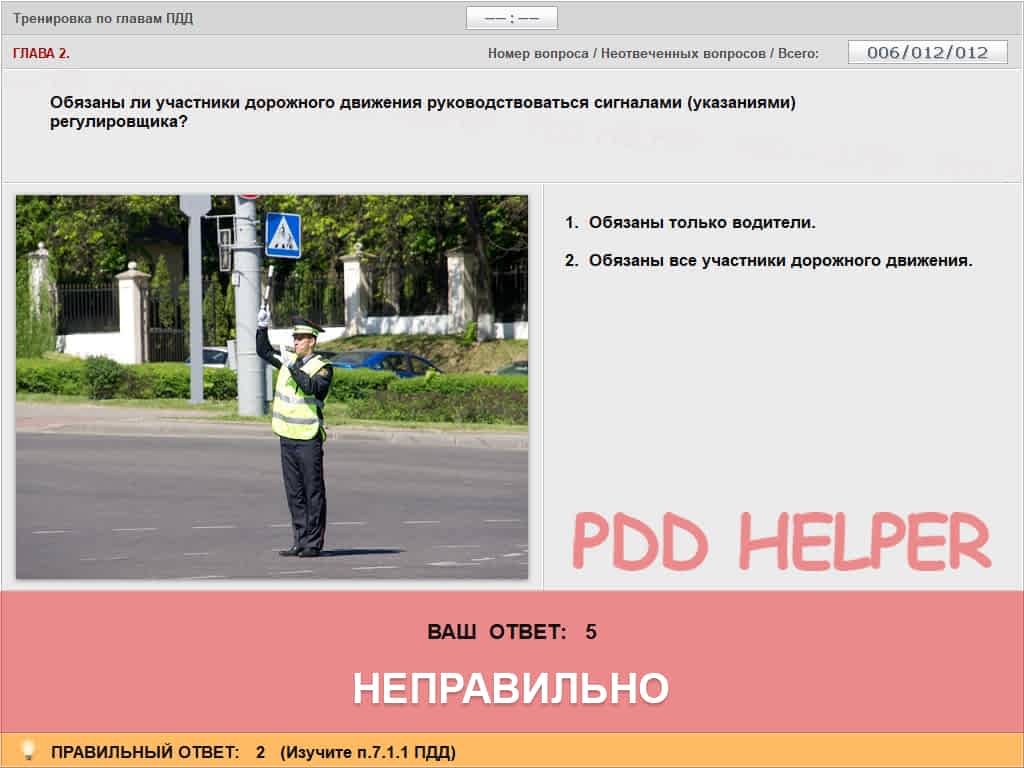 Тренировка по главам ПДД
–– : ––
ГЛАВА 2.
Номер вопроса / Неотвеченных вопросов / Всего:
006/012/012
Обязаны ли участники дорожного движения руководствоваться сигналами (указаниями)
регулировщика?
1. Обязаны только водители.
2. Обязаны все участники дорожного движения.
PDD HELPER
ВАШ ОТВЕТ: 5
НЕПРАВИЛЬНО
ПРАВИЛЬНЫЙ ОТВЕТ: 2 (Изучите п.7.1.1 ПДД)